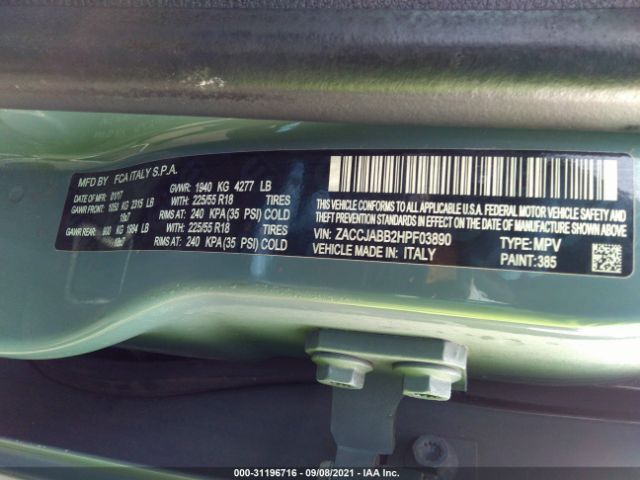 MFD BY FCA ITALY S.P.A.
DATE OF MFR 01/17 GVWR: 1940 KG 4277 LB
GAWR FRONT: 1050 KG 2315 LB WITH: 225/55 R18 TIRES
18x7 RIMS AT: 240 KPA(35 PSI) COLD
GAWR REAR: KG 1984 LB WITH: 225/55 R18 TIRES
18x7 RIMS AT: 240 KPA(35 PSI) COLD
THIS VEHICLE CONFORMS TO ALL APPLICABLE U.S.A. FEDERAL MOTOR VEHICLE SAFETY
AND THEFT PREVENTION STANDARDS IN EFFECT ON THE DATE OF MANUFACTURE SHOWN ABOVE.
VIN: ZACCJABB2HPF03890 TYPE: MPV
VEHICLE MADE IN: ITALY PAINT: 385
000-31196716 - 09/08/2021 - IAA Inc.